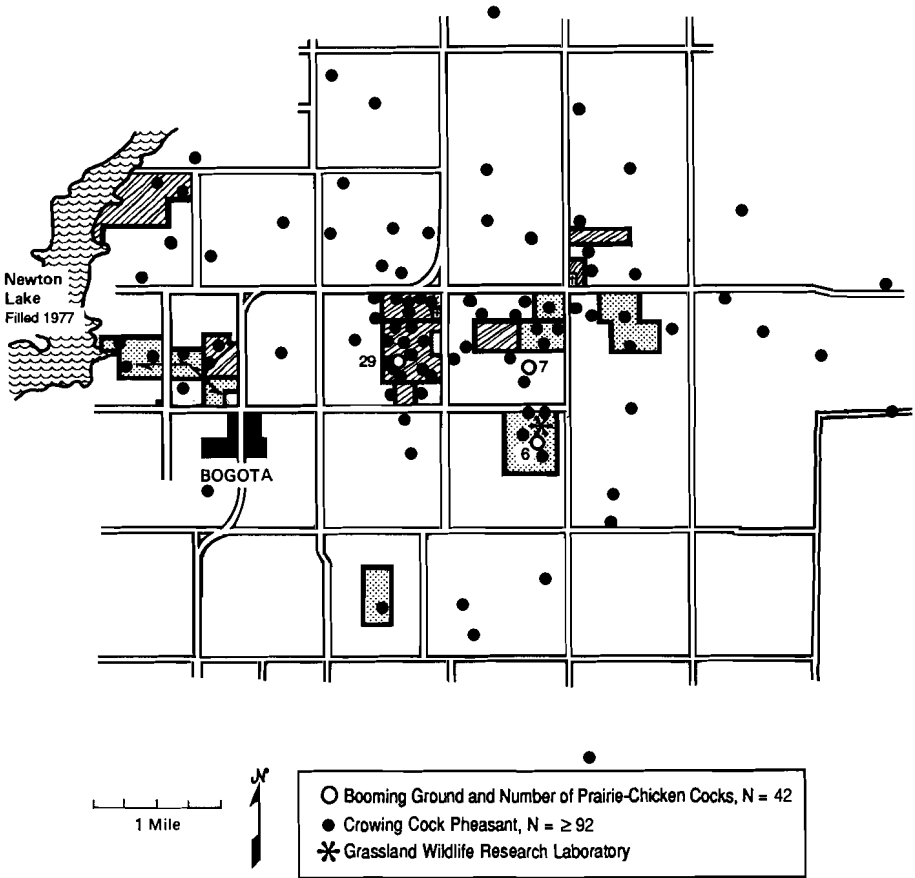 Newton
Lake
Filled 1977
29
7
6
BOGOTA
N
1 Mile
Booming Ground and Number of Prairie-Chicken Cocks, N = 42
Crowing Cock Pheasant, N = ≥ 92
Grassland Wildlife Research Laboratory